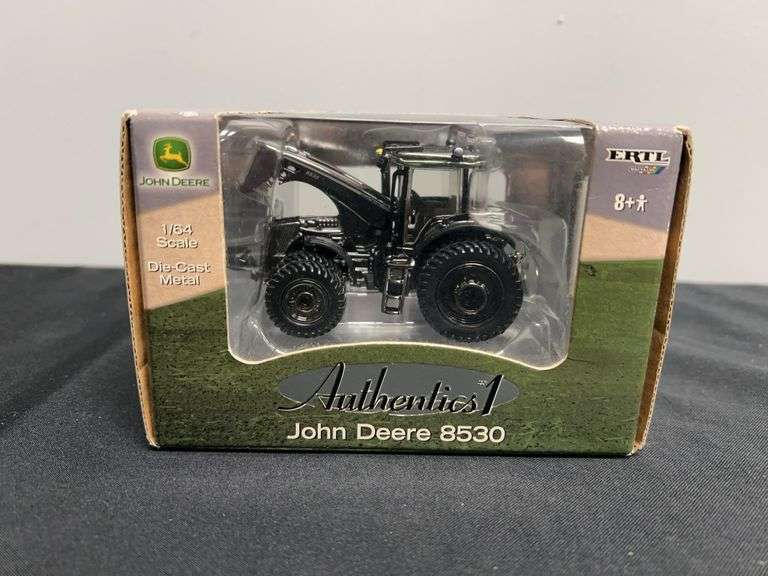 JOHN DEERE
1/64
Scale
Die-Cast
Metal
ERTL
8+
Authentics #1
John Deere 8530